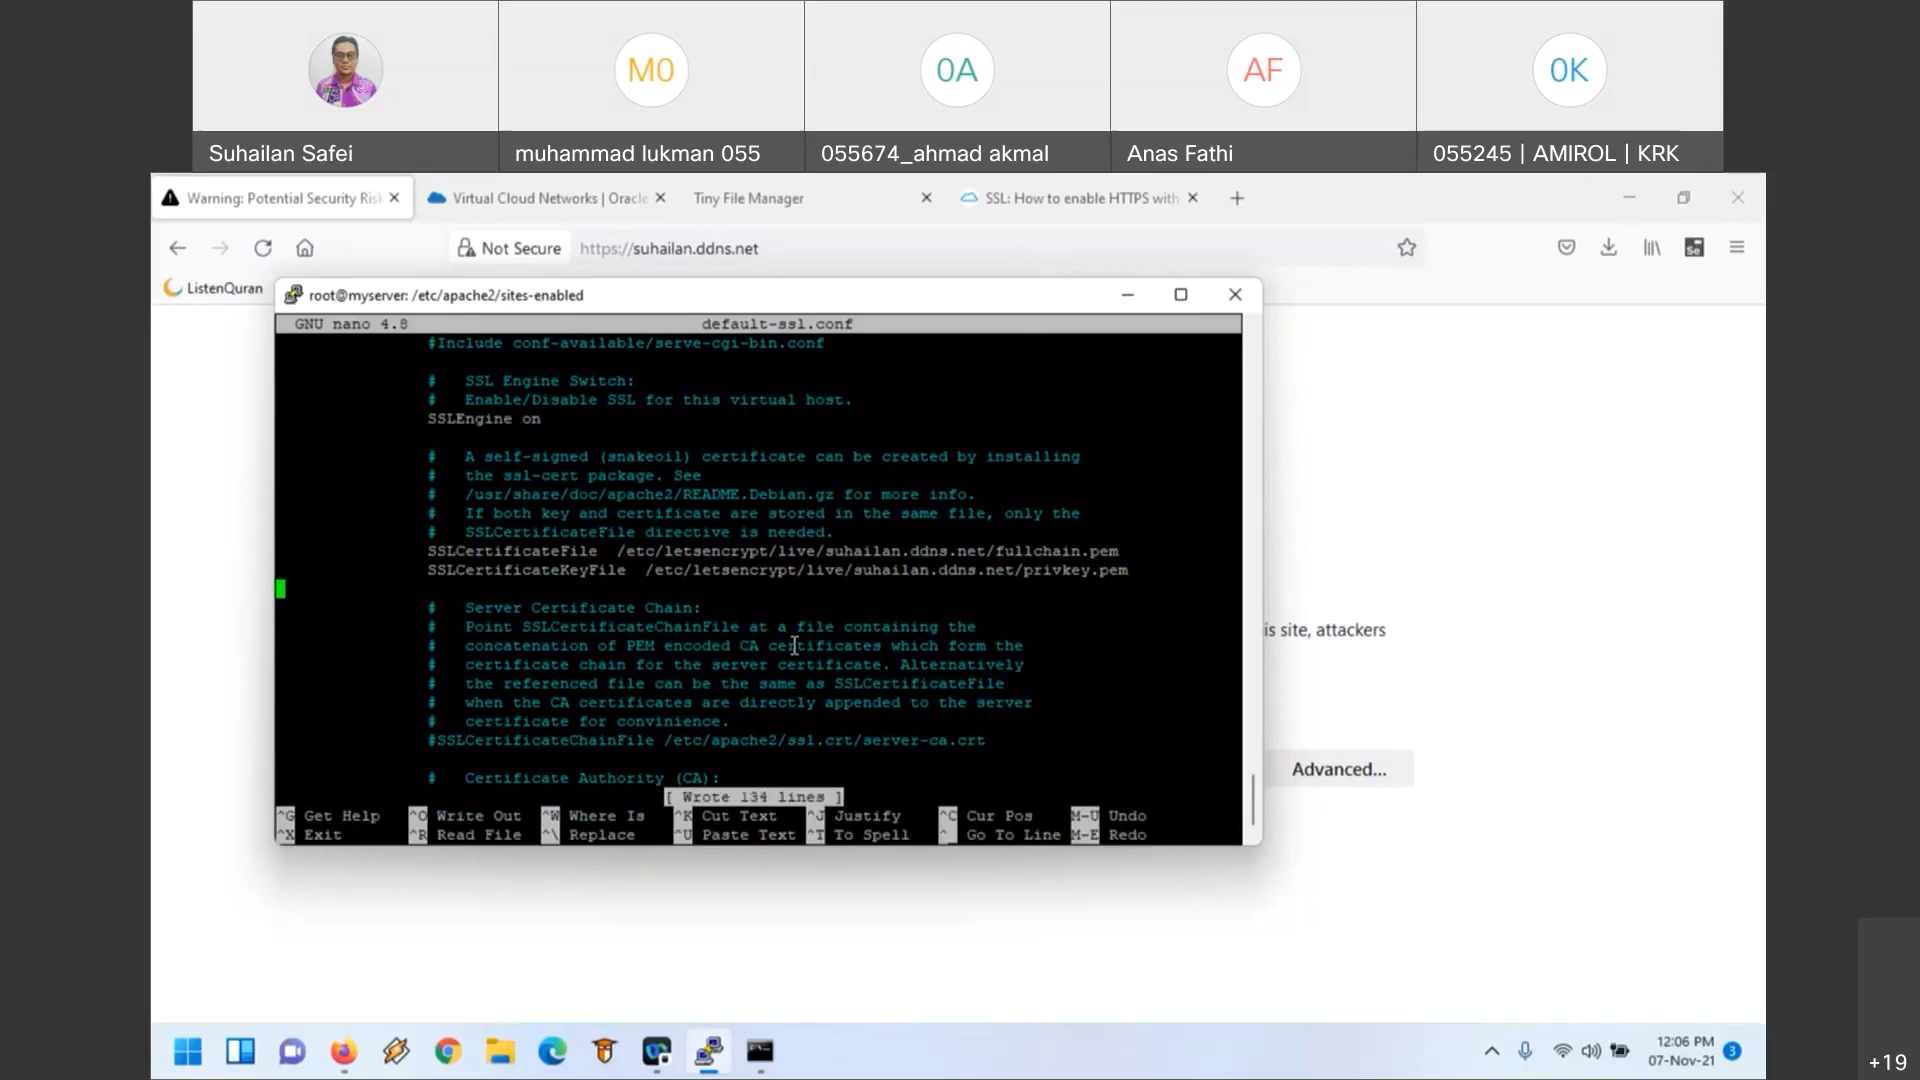 M0
0A
AF
0K
Suhailan Safei
muhammad lukman 055
055674_ahmad akmal
Anas Fathi
055245 | AMIROL | KRK
Warning: Potential Security Ris
Virtual Cloud Networks | Oracle
Tiny File Manager
SSL: How to enable HTTPS with
Not Secure
https://suhailan.ddns.net
ListenQuran
root@myserver: /etc/apache2/sites-enabled
GNU nano 4.8
default-ssl.conf
#Include conf-available/serve-cgi-bin.conf
# SSL Engine Switch:
# Enable/Disable SSL for this virtual host.
SSLEngine on
# A self-signed (snakeoil) certificate can be created by installing
# the ssl-cert package. See
# /usr/share/doc/apache2/README.Debian.gz for more info.
# If both key and certificate are stored in the same file, only the
# SSLCertificateFile directive is needed.
SSLCertificateFile /etc/letsencrypt/live/suhailan.ddns.net/fullchain.pem
SSLCertificateKeyFile /etc/letsencrypt/live/suhailan.ddns.net/privkey.pem
# Server Certificate Chain:
# Point SSLCertificateChainFile at a file containing the
# concatenation of PEM encoded CA certificates which form the
# certificate chain for the server certificate. Alternatively
# the referenced file can be the same as SSLCertificateFile
# when the CA certificates are directly appended to the server
# certificate for convinience.
#SSLCertificateChainFile /etc/apache2/ssl.crt/server-ca.crt
# Certificate Authority (CA):
[ Wrote 134 lines ]
^G Get Help ^O Write Out ^W Where Is ^K Cut Text ^J Justify ^C Cur Pos M-U Undo
^X Exit ^R Read File ^\ Replace ^U Paste Text ^T To Spell ^_ Go To Line M-E Redo
is site, attackers
Advanced...
12:06 PM
07-Nov-21
3
+19